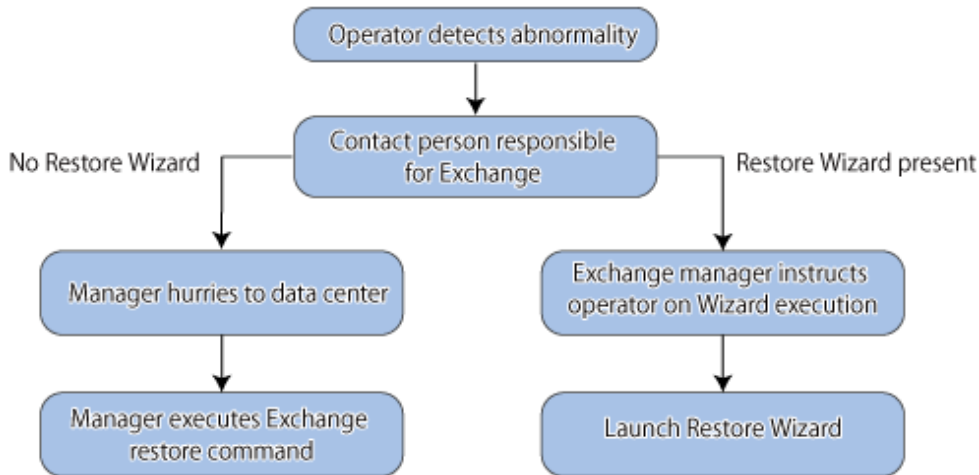 Operator detects abnormality
Contact person responsible
for Exchange
No Restore Wizard
Restore Wizard present
Manager hurries to data center
Exchange manager instructs
operator on Wizard execution
Manager executes Exchange
restore command
Launch Restore Wizard